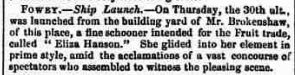 FOWEY.—Ship Launch.—On Thursday, the 30th ult.,
was launched from the building yard of Mr. Brokenshaw,
of this place, a fine schooner intended for the Fruit trade,
called "Eliza Hanson." She glided into her element in
prime style, amid the acclamations of a vast concourse of
spectators who assembled to witness the pleasing scene.